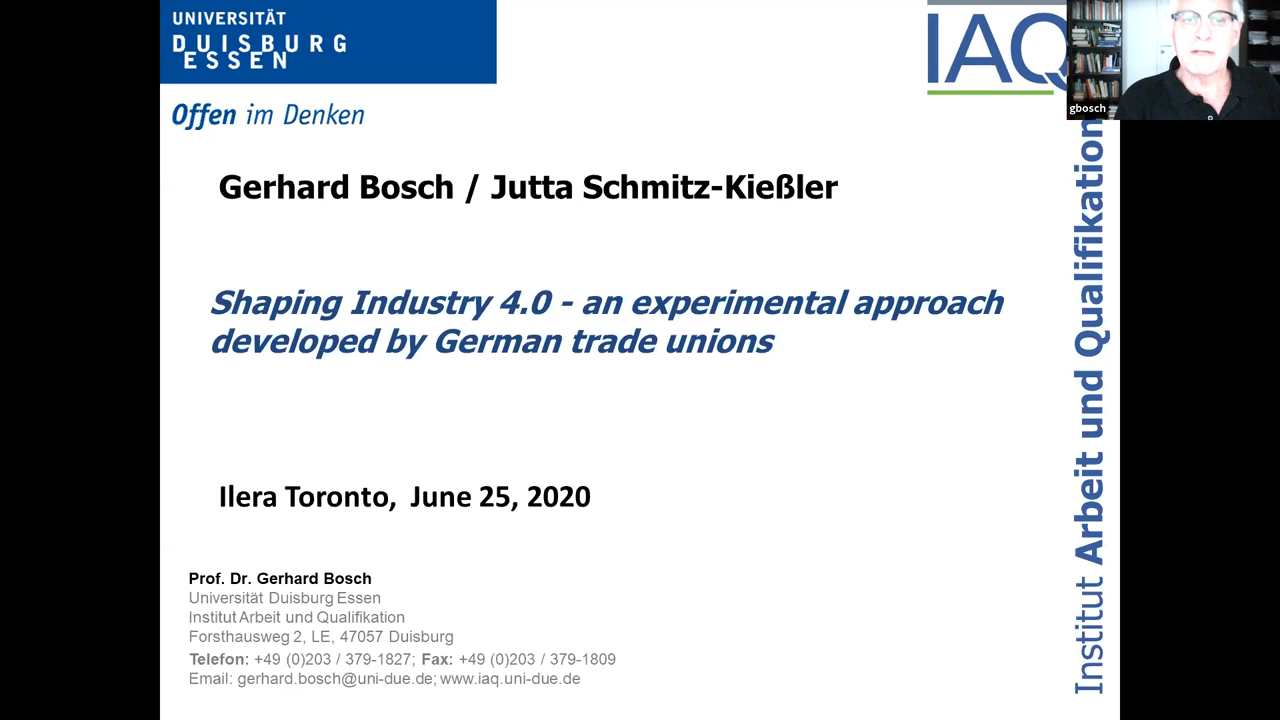 UNIVERSITÄT
DUISBURG
ESSEN
Offen im Denken
IAQ
gbosch
Gerhard Bosch / Jutta Schmitz-Kießler
Shaping Industry 4.0 - an experimental approach
developed by German trade unions
Ilera Toronto, June 25, 2020
Prof. Dr. Gerhard Bosch
Universität Duisburg Essen
Institut Arbeit und Qualifikation
Forsthausweg 2, LE, 47057 Duisburg
Telefon: +49 (0)203 / 379-1827; Fax: +49 (0)203 / 379-1809
Email: gerhard.bosch@uni-due.de; www.iaq.uni-due.de
Institut Arbeit und Qualifikation